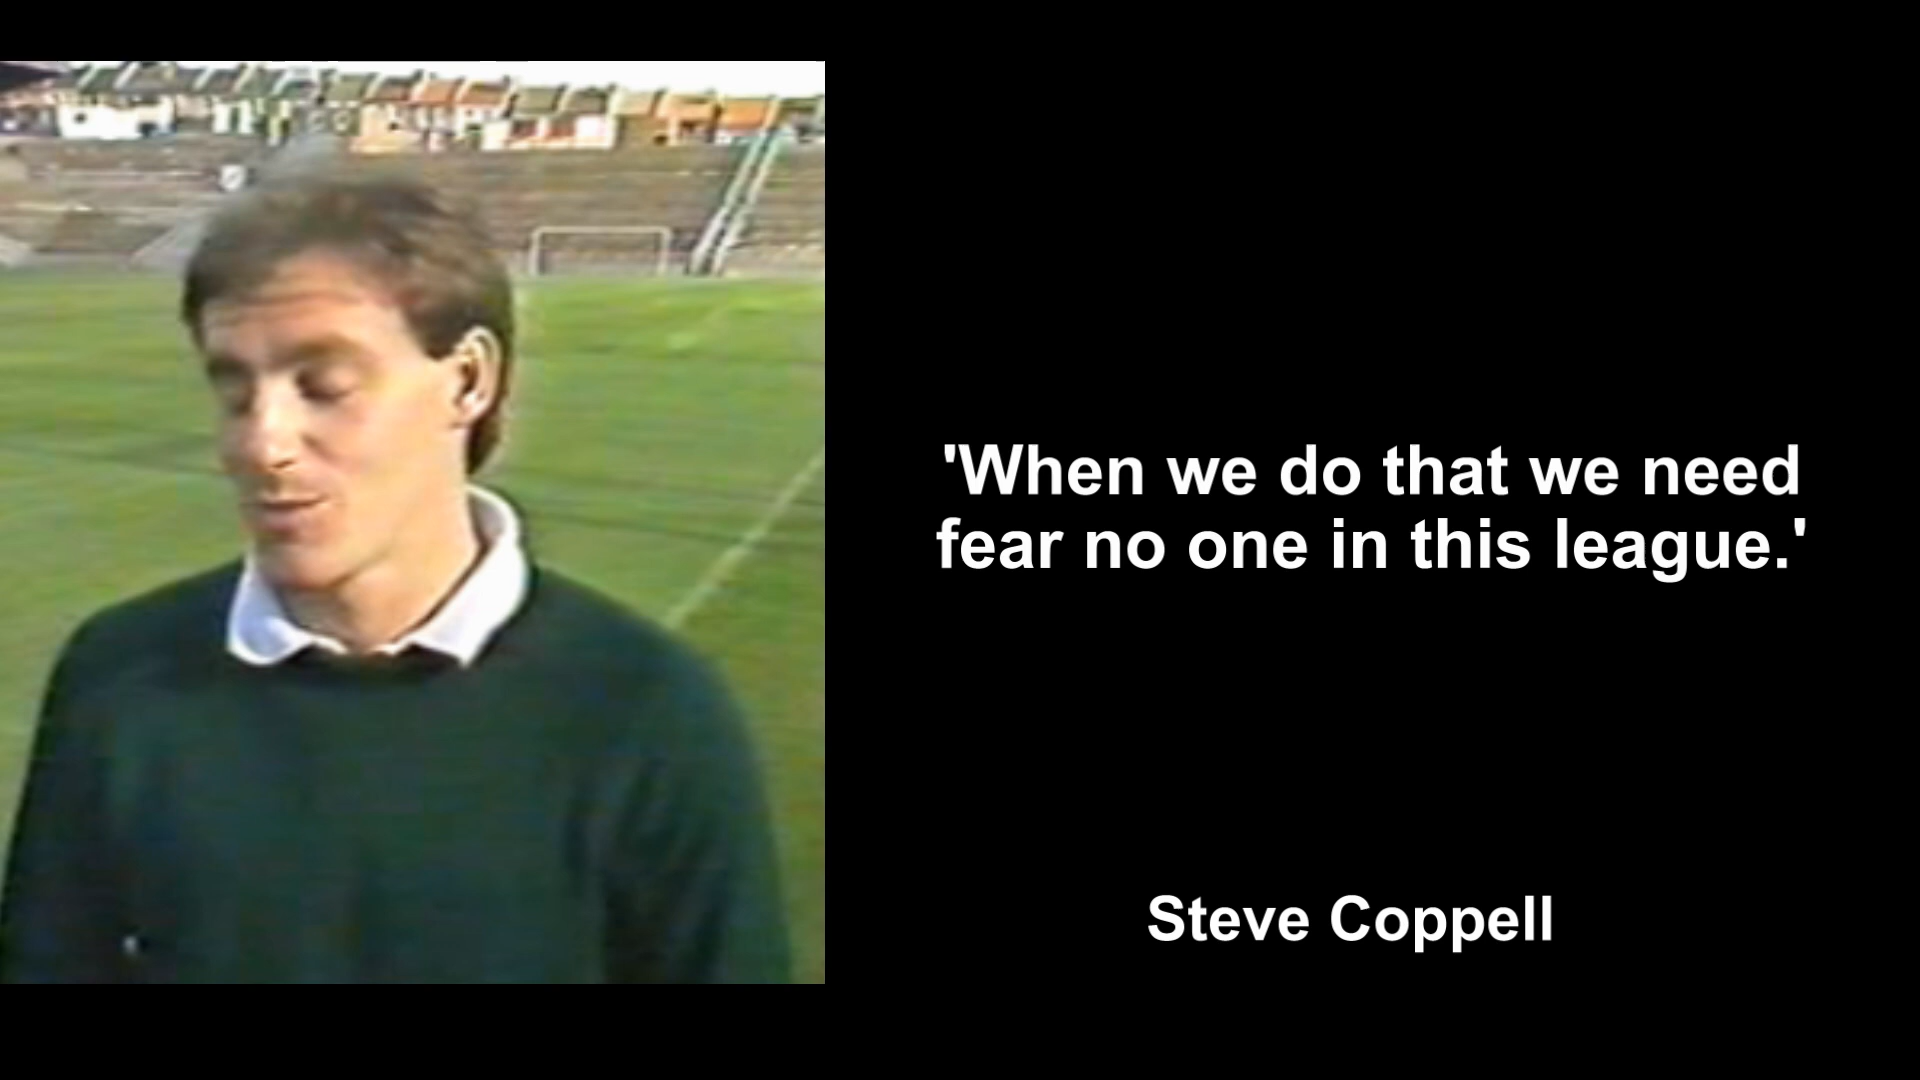 'When we do that we need
fear no one in this league.'
Steve Coppell